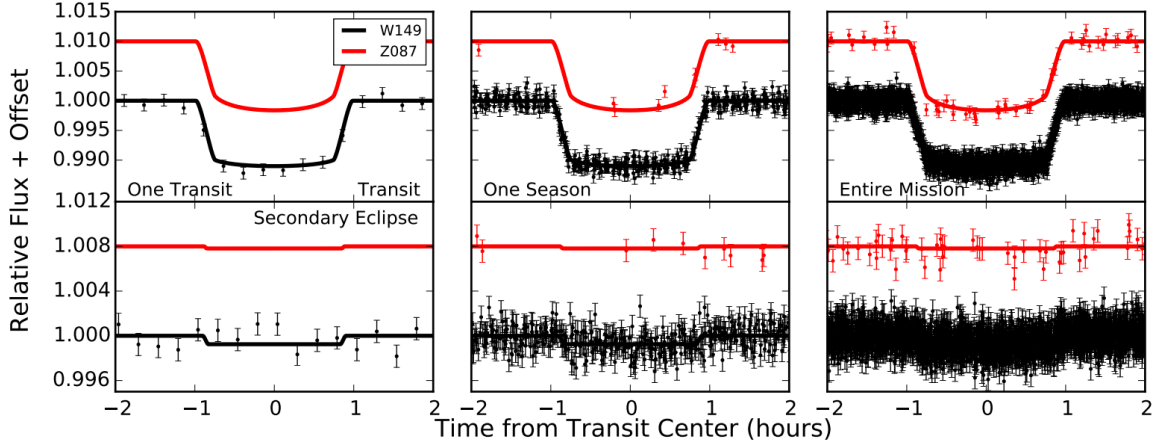 1.015
1.010
1.005
1.000
0.995
0.990
W149
Z087
One Transit
Transit
One Season
Entire Mission
1.012
1.008
1.004
1.000
0.996
Secondary Eclipse
−2 −1 0 1 2
−2 −1 0 1 2
−2 −1 0 1 2
Relative Flux + Offset
Time from Transit Center (hours)